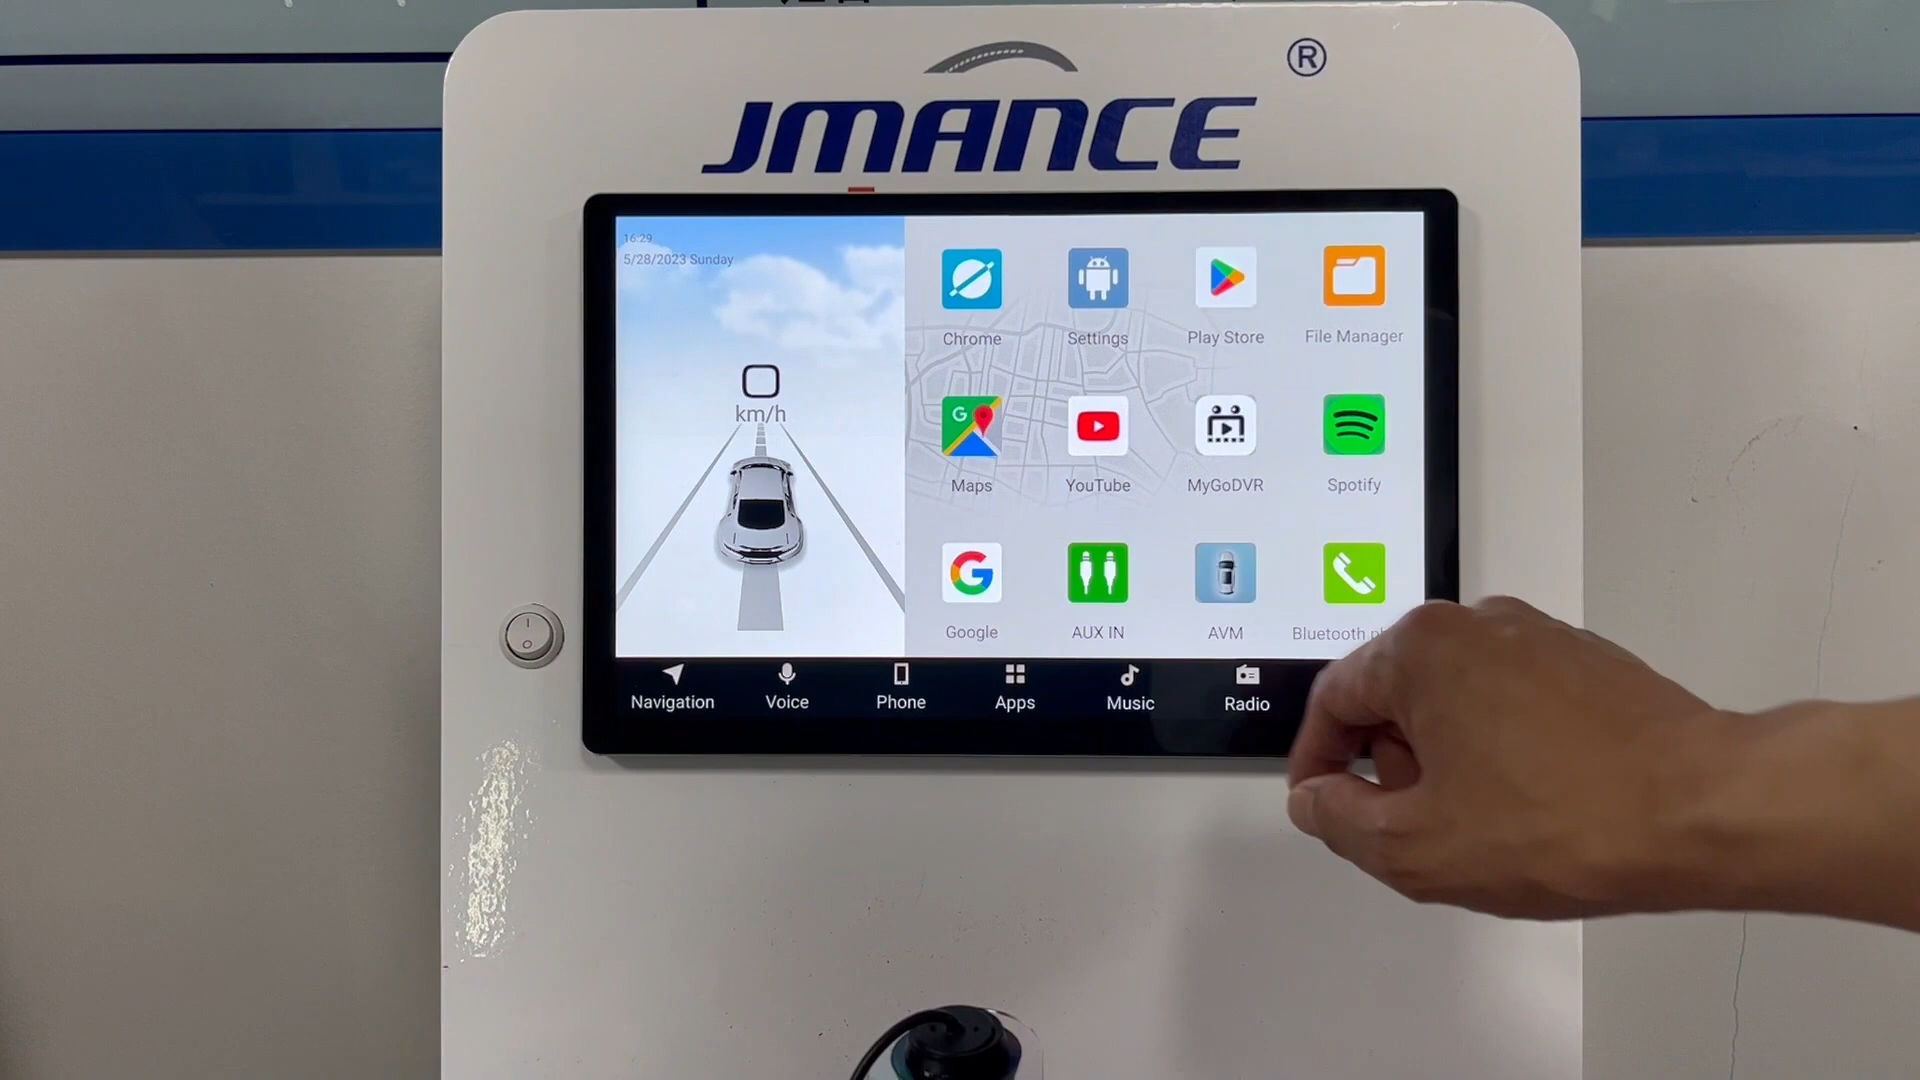 ®
JMANCE
16:29
5/28/2023 Sunday
0
km/h
Chrome
Settings
Play Store
File Manager
Maps
YouTube
MyGoDVR
Spotify
Google
AUX IN
AVM
Bluetooth
Navigation
Voice
Phone
Apps
Music
Radio